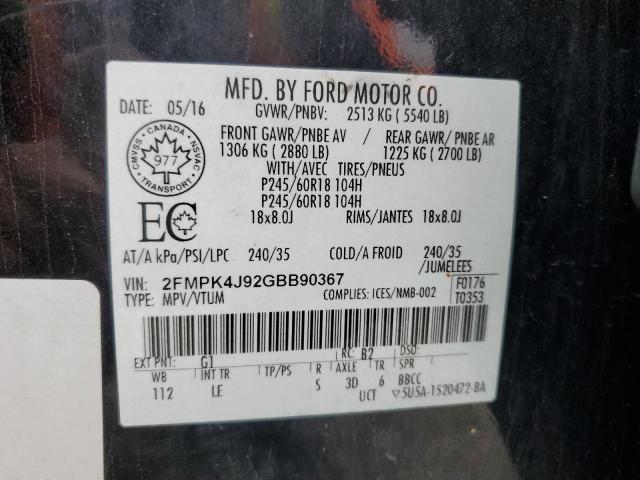 MFD. BY FORD MOTOR CO.
DATE: 05/16
GVWR/PNBV: 2513 KG ( 5540 LB)
FRONT GAWR/PNBE AV
REAR GAWR/ PNBE AR
1306 KG ( 2880 LB)
1225 KG ( 2700 LB)
WITH/AVEC TIRES/PNEUS
P245/60R18 104H
P245/60R18 104H
18x8.0J RIMS/JANTES 18x8.0J
CANADA
CMVSS
977
NSVAC
TRANSPORT
EC
AT/A kPa/PSI/LPC 240/35 COLD/A FROID 240/35
/JUMELEES
VIN: 2FMPK4J92GBB90367
F0176
TYPE: MPV/VTUM COMPLIES: ICES/NMB-002
T0353
EXT PNT: G1 RC: B2 DSO:
WB INT TR TP/PS R AXLE TR SPR
112 LE S 3D 6 BBCC
UCT ▽5U5A-1520472-BA